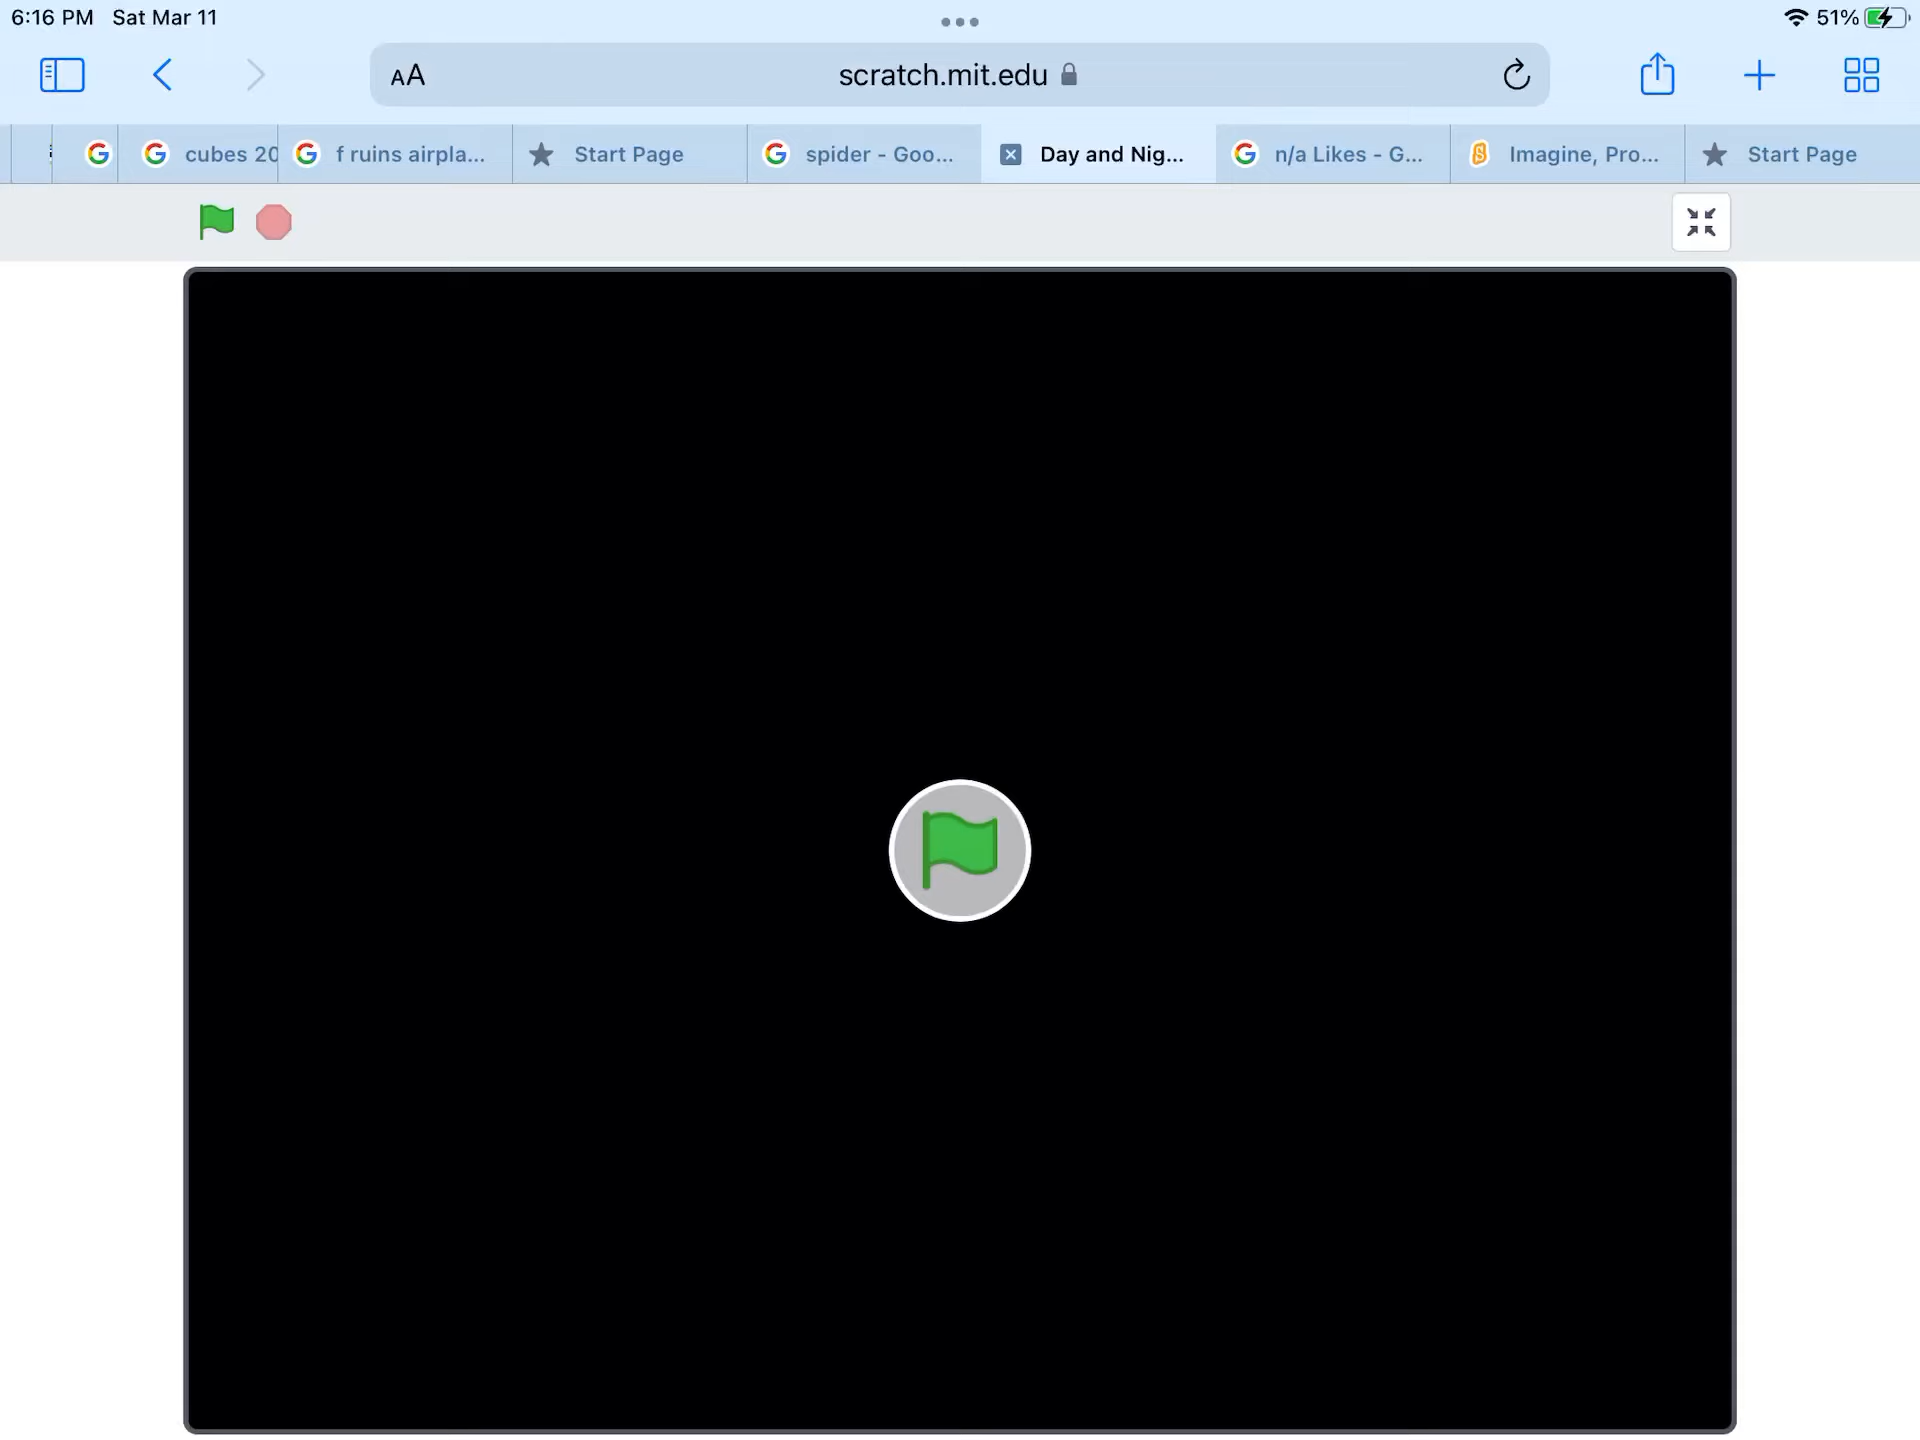 6:16 PM Sat Mar 11
51%
AA
scratch.mit.edu
cubes 20
f ruins airpla...
Start Page
spider - Goo...
Day and Nig...
n/a Likes - G...
Imagine, Pro...
Start Page